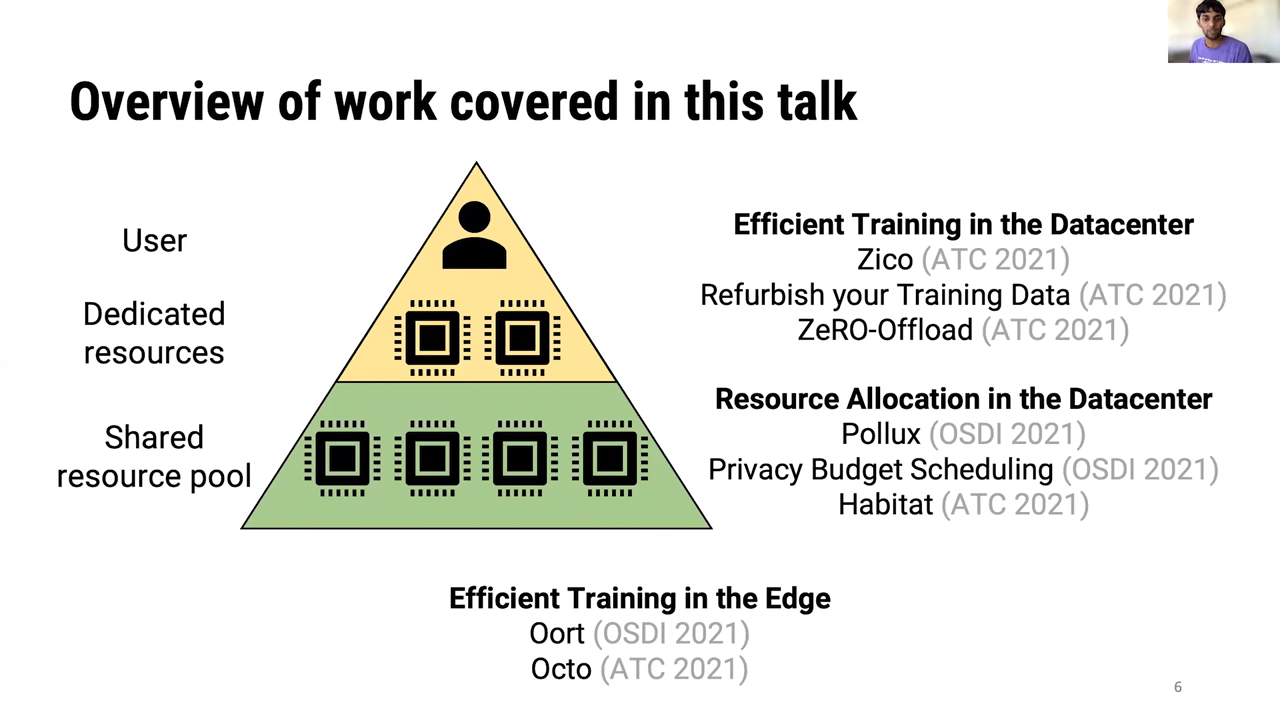 Overview of work covered in this talk
User
Dedicated
resources
Shared
resource pool
Efficient Training in the Datacenter
Zico (ATC 2021)
Refurbish your Training Data (ATC 2021)
ZeRO-Offload (ATC 2021)
Resource Allocation in the Datacenter
Pollux (OSDI 2021)
Privacy Budget Scheduling (OSDI 2021)
Habitat (ATC 2021)
Efficient Training in the Edge
Oort (OSDI 2021)
Octo (ATC 2021)
6